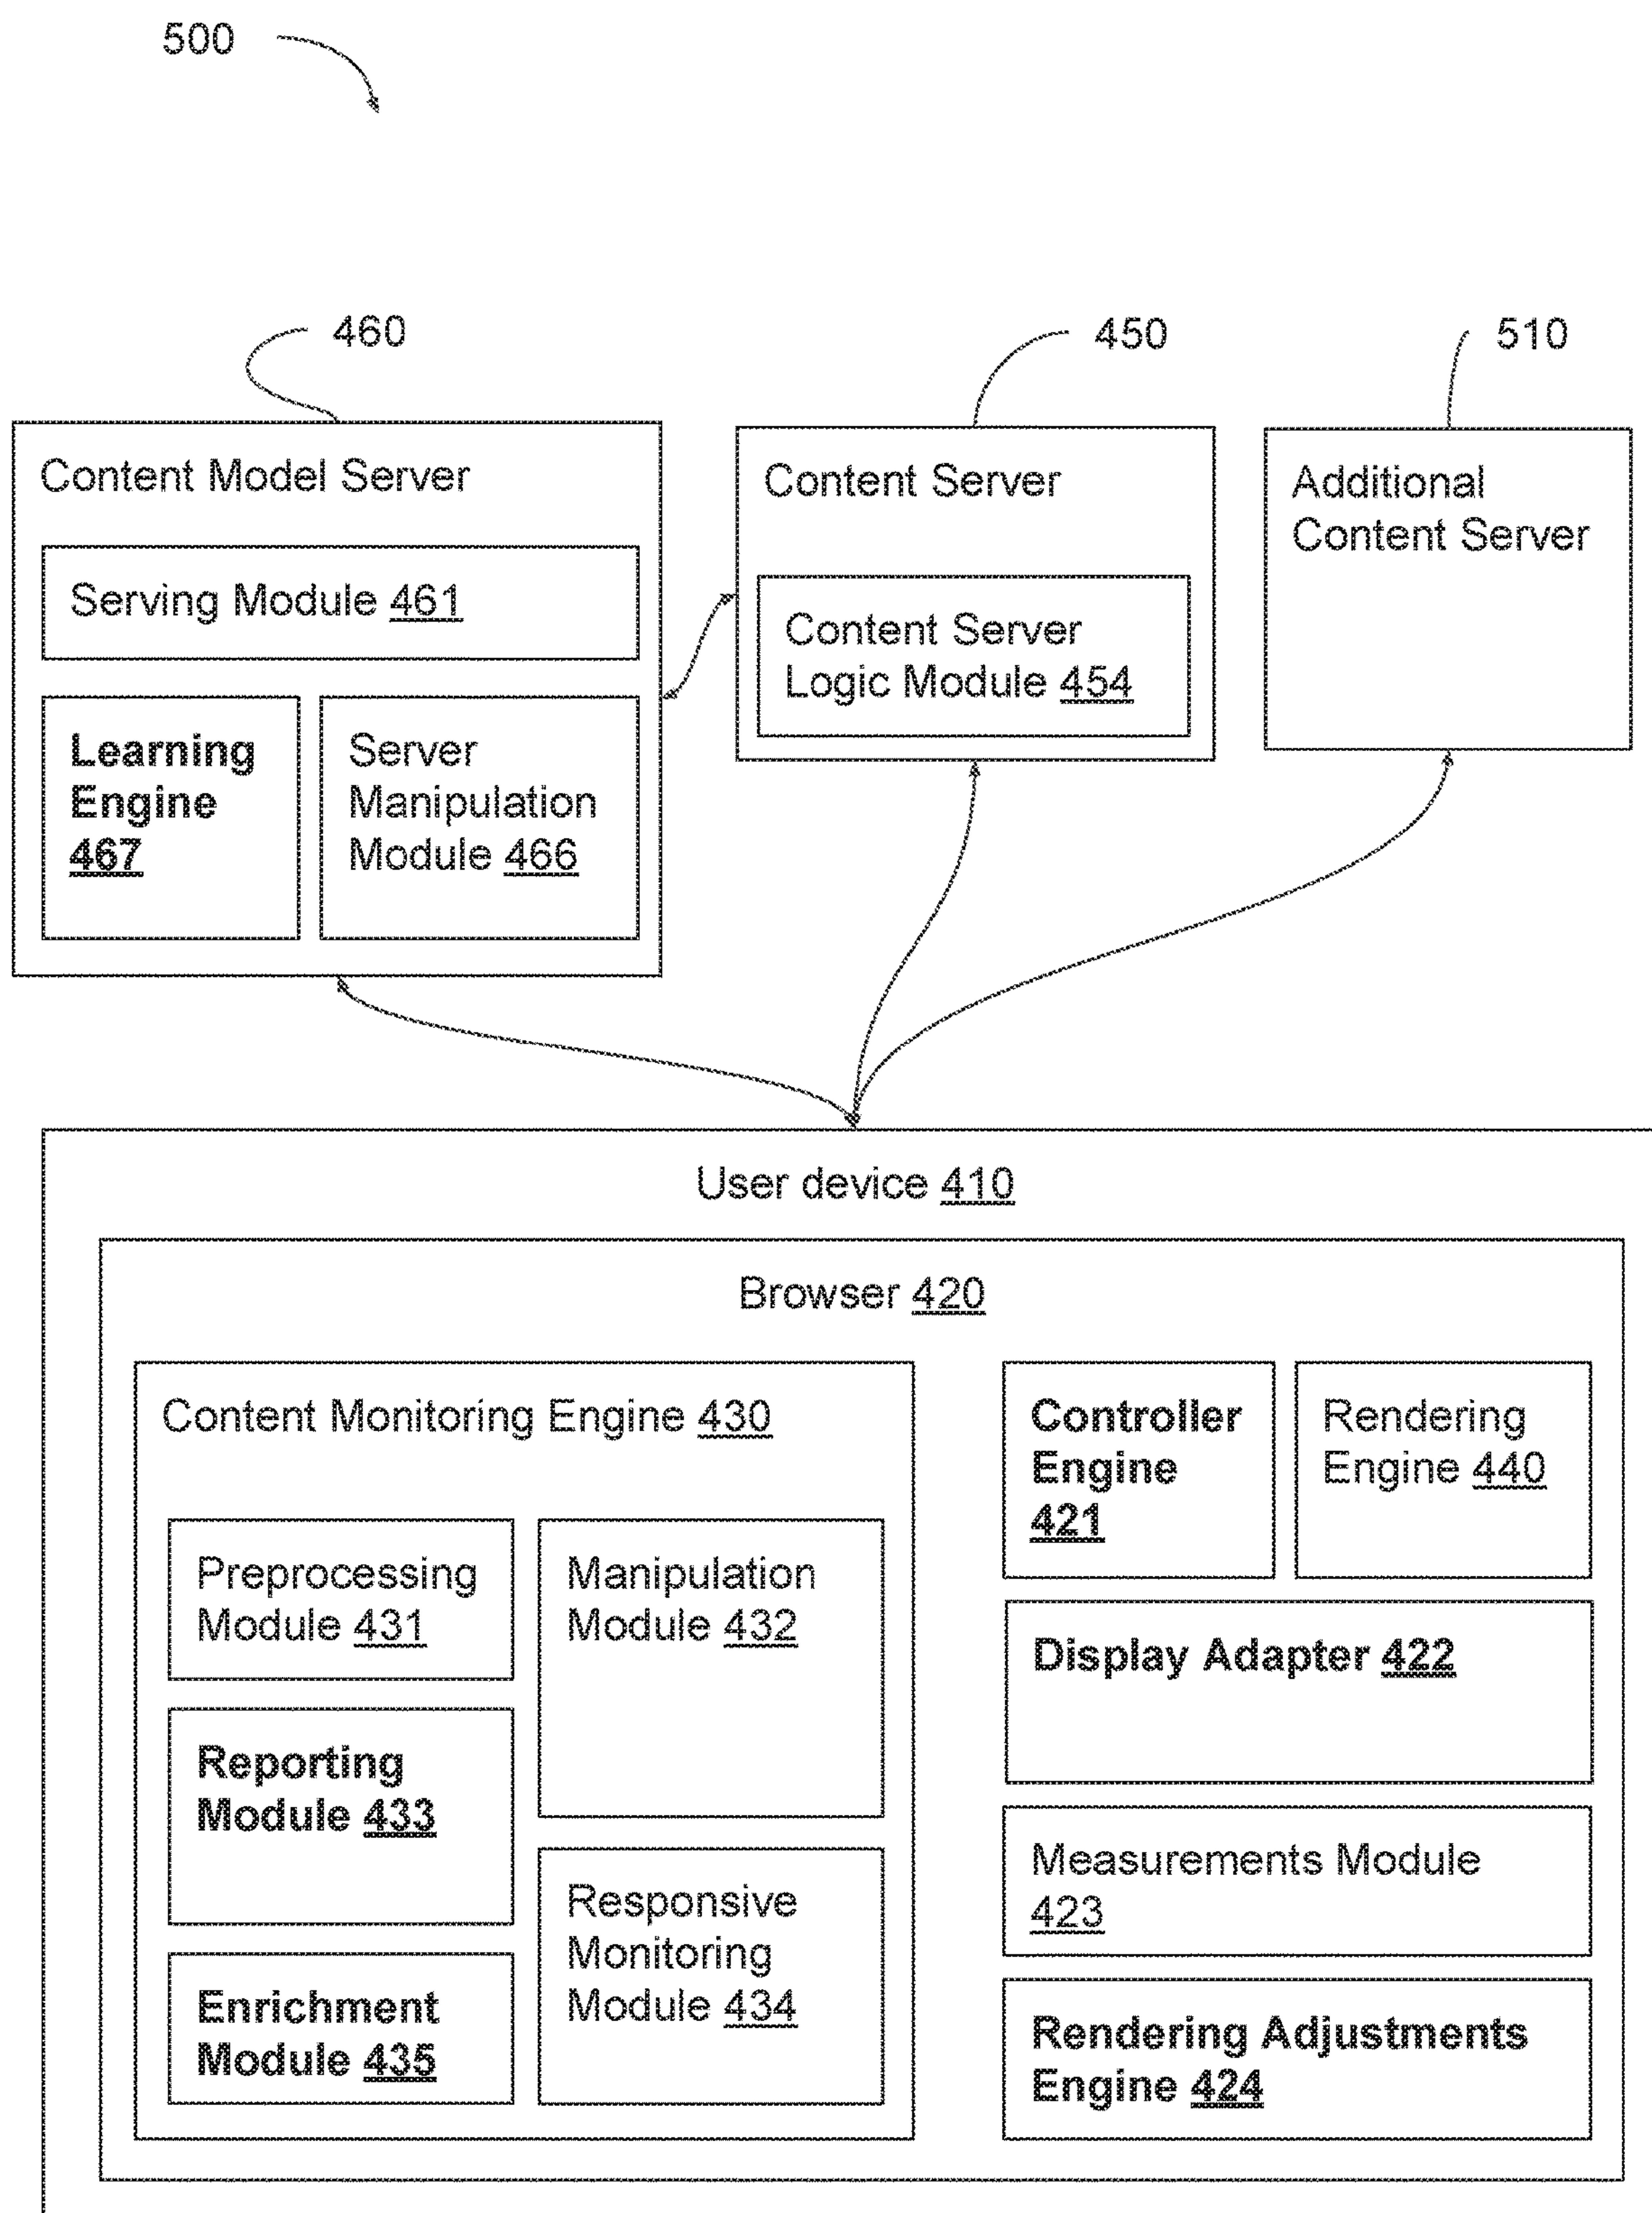 500
460
450
510
Content Model Server
Serving Module 461
Learning
Engine
467
Server
Manipulation
Module 466
Content Server
Content Server
Logic Module 454
Additional
Content Server
User device 410
Browser 420
Content Monitoring Engine 430
Preprocessing
Module 431
Manipulation
Module 432
Reporting
Module 433
Responsive
Monitoring
Module 434
Enrichment
Module 435
Controller
Engine
421
Rendering
Engine 440
Display Adapter 422
Measurements Module
423
Rendering Adjustments
Engine 424